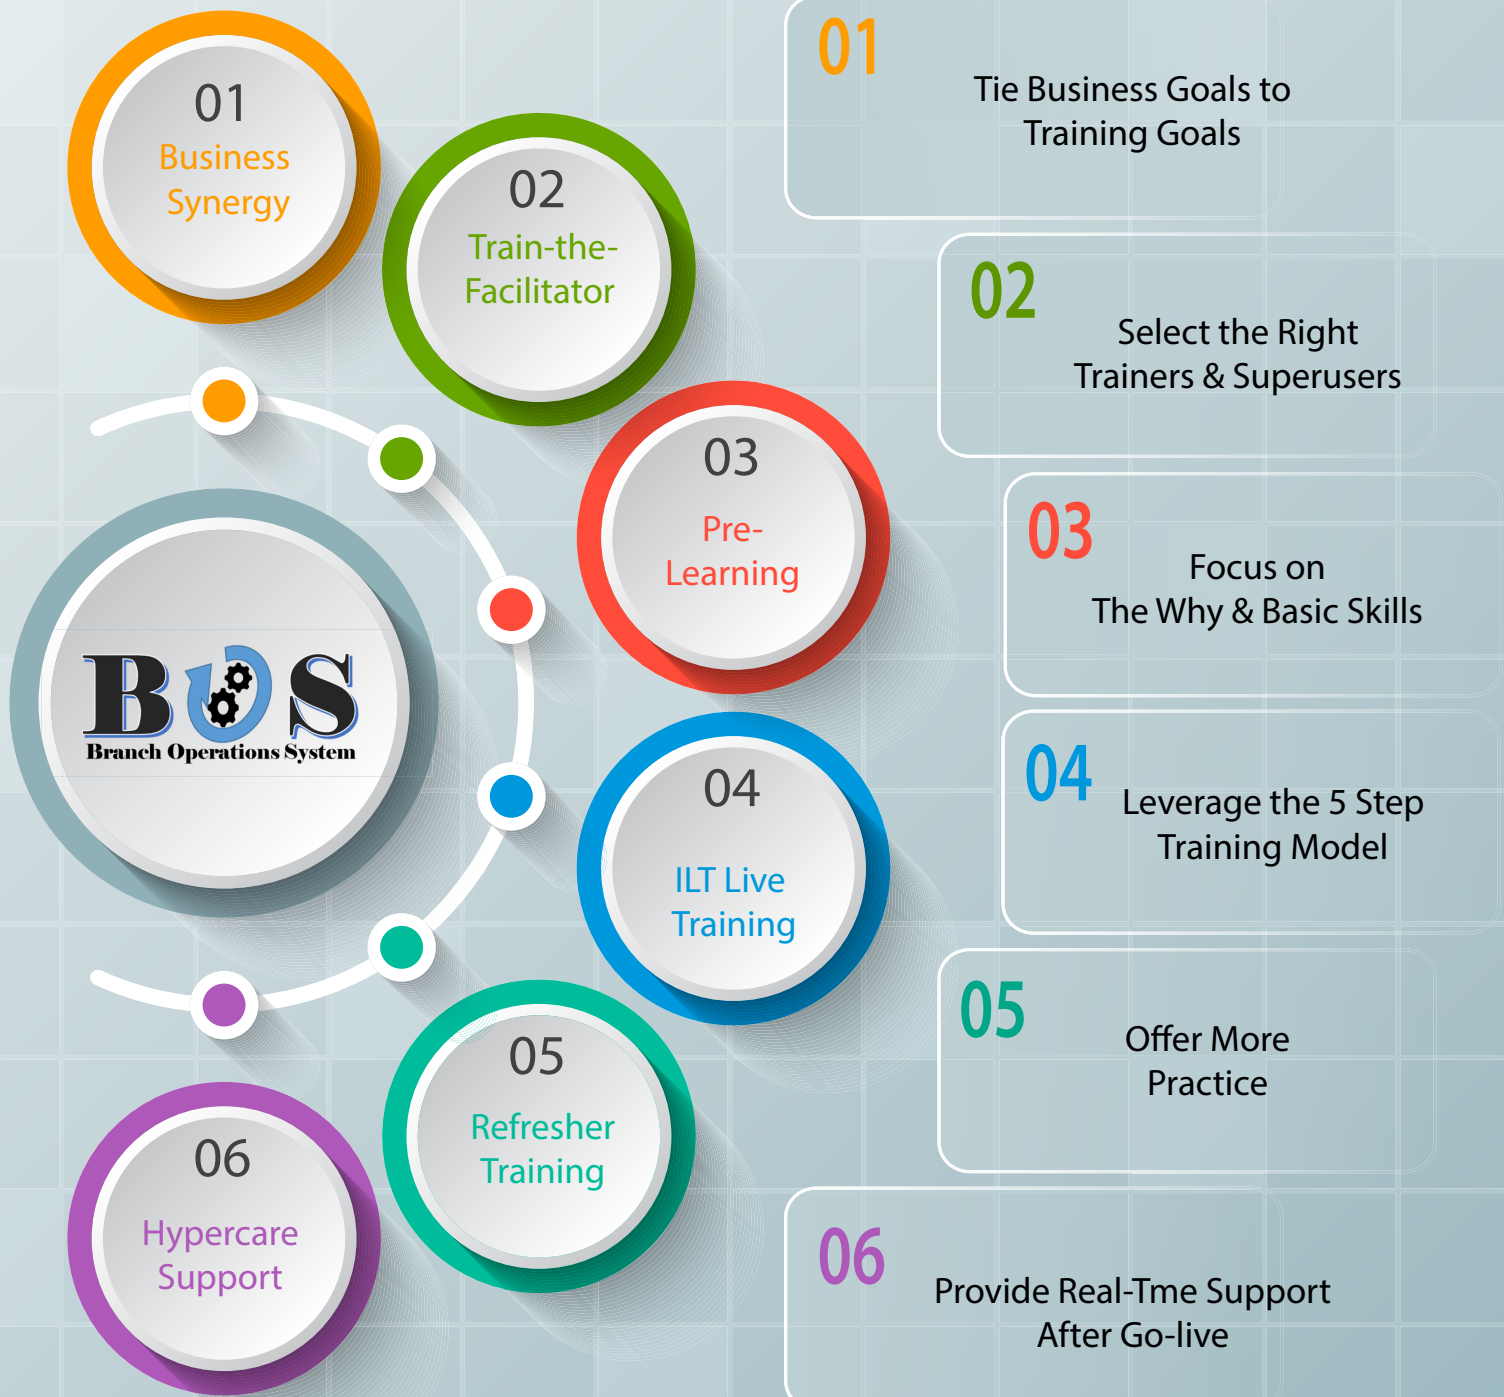 01
Business
Synergy
02
Train-the-
Facilitator
03
Pre-
Learning
04
ILT Live
Training
05
Refresher
Training
06
Hypercare
Support
BOS
Branch Operations System
01
Tie Business Goals to
Training Goals
02
Select the Right
Trainers & Superusers
03
Focus on
The Why & Basic Skills
04
Leverage the 5 Step
Training Model
05
Offer More
Practice
06
Provide Real-Tme Support
After Go-live